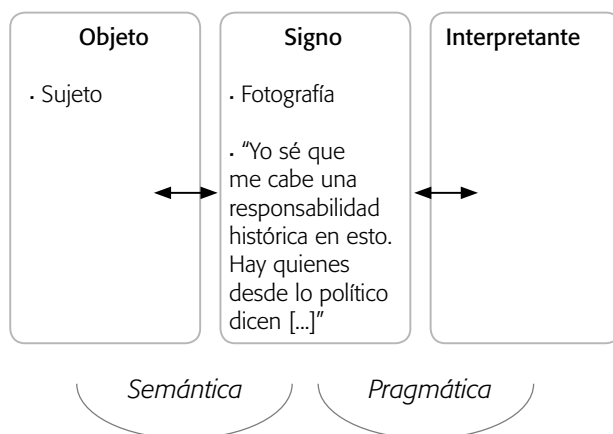 Objeto
Signo
Interpretante
· Sujeto
· Fotografía
· “Yo sé que
me cabe una
responsabilidad
histórica en esto.
Hay quienes
desde lo político
dicen [...]”
Semántica
Pragmática